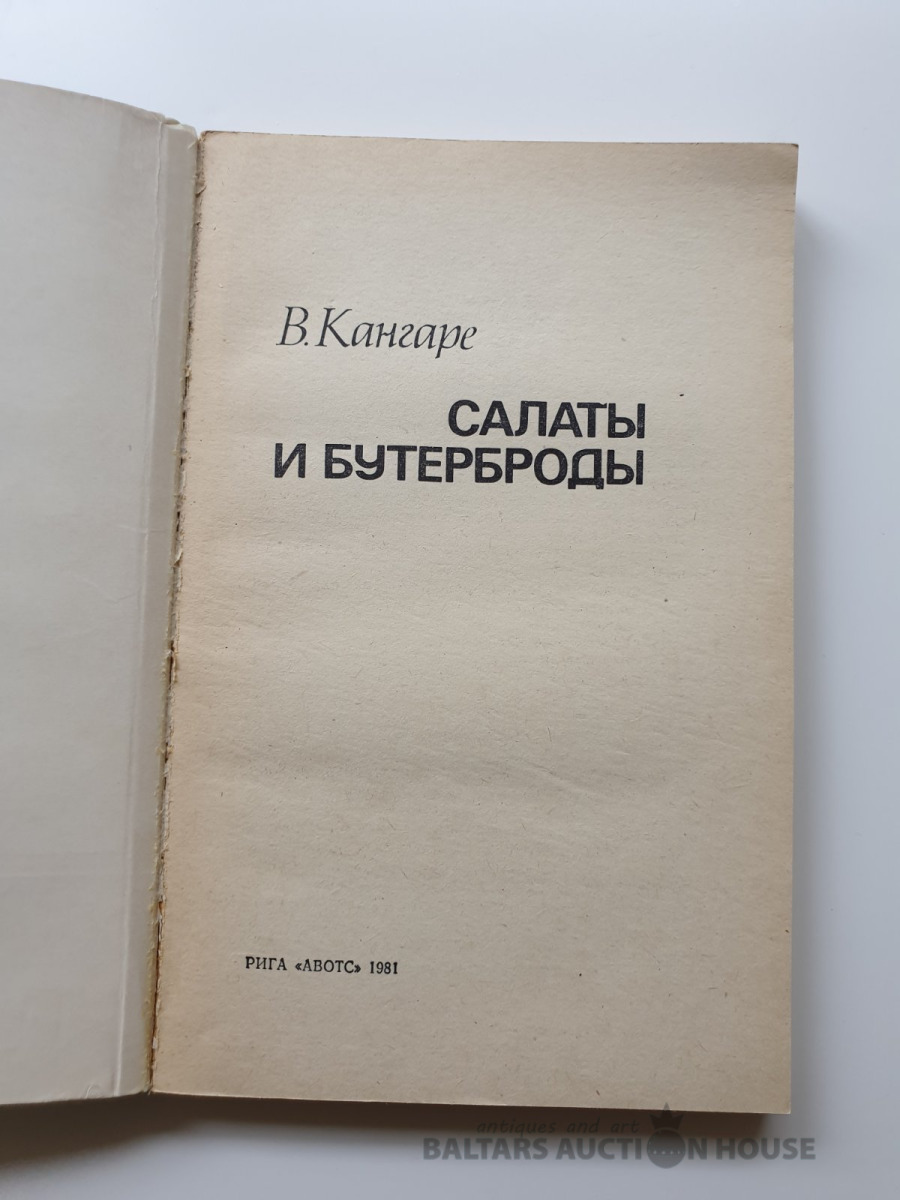 В. Кангаре
САЛАТЫ
И БУТЕРБРОДЫ
РИГА «АВОТС» 1981
antiques and art
BALTARS AUCTION HOUSE